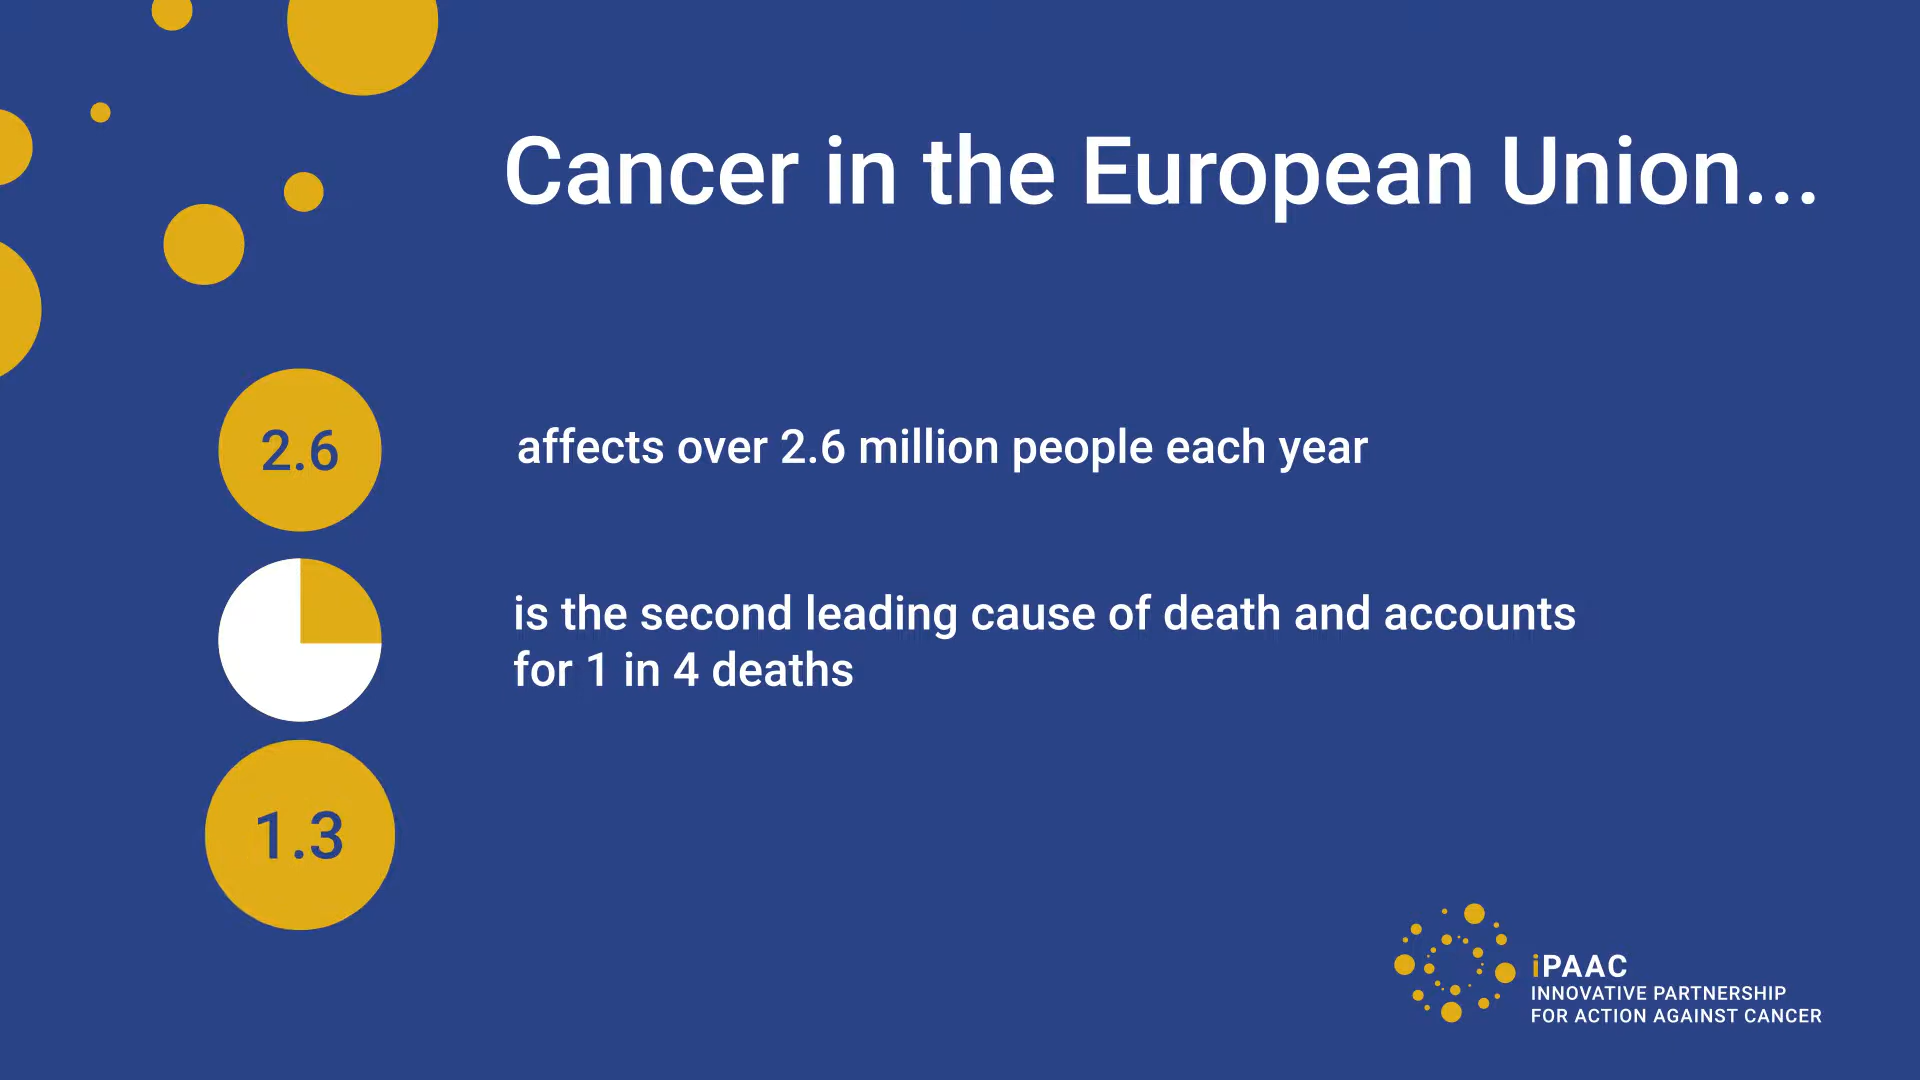 Cancer in the European Union...
2.6
affects over 2.6 million people each year
is the second leading cause of death and accounts
for 1 in 4 deaths
1.3
iPAAC
INNOVATIVE PARTNERSHIP
FOR ACTION AGAINST CANCER